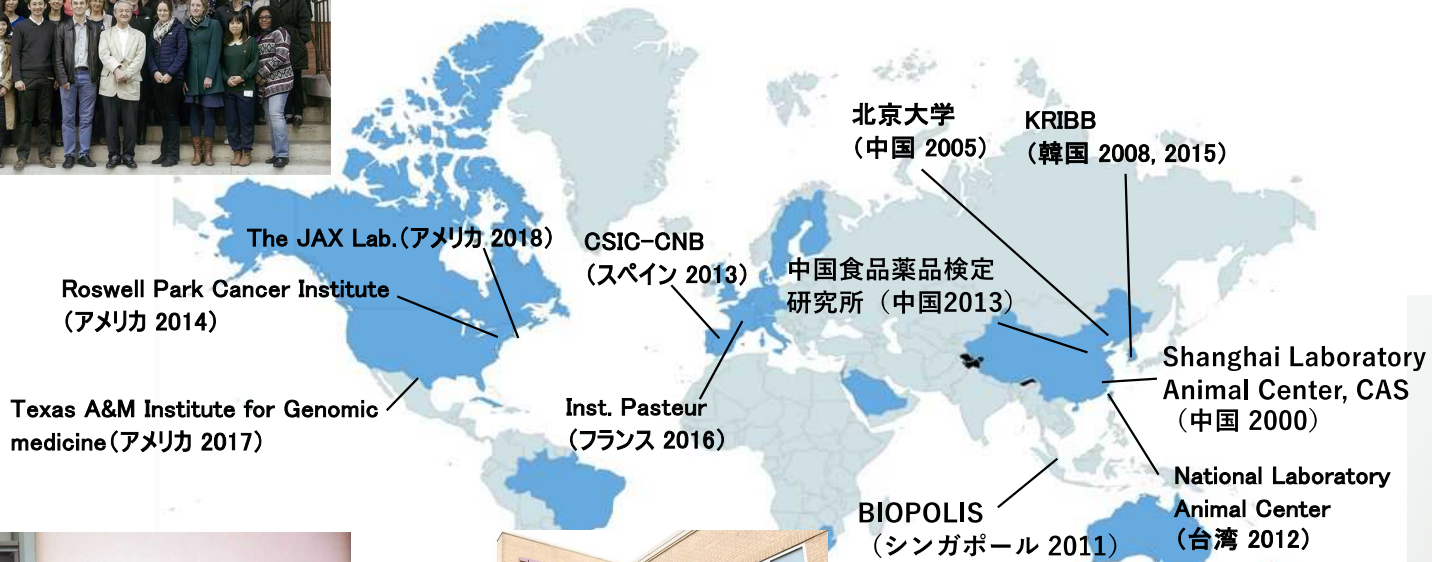 北京大学
(中国 2005)
KRIBB
(韓国 2008, 2015)
The JAX Lab.(アメリカ 2018)
CSIC-CNB
(スペイン 2013)
中国食品薬品検定
研究所（中国2013）
Roswell Park Cancer Institute
(アメリカ 2014)
Shanghai Laboratory
Animal Center, CAS
（中国 2000）
Texas A&M Institute for Genomic
medicine(アメリカ 2017)
Inst. Pasteur
(フランス 2016)
National Laboratory
Animal Center
(台湾 2012)
BIOPOLIS
（シンガポール 2011）